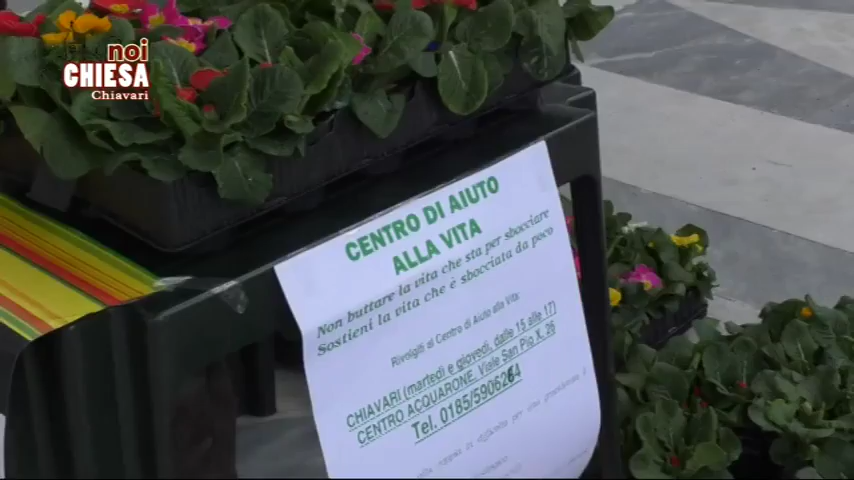 noi
CHIESA
Chiavari
CENTRO DI AIUTO
ALLA VITA
Non buttare la vita che sta per sbocciare
Sostieni la vita che è sbocciata da poco
Rivolgiti al Centro di Aiuto alla Vita:
CHIAVARI (martedì e giovedì, dalle 15 alle 17)
CENTRO ACQUARONE, Viale San Pio X, 26
Tel. 0185/5906264